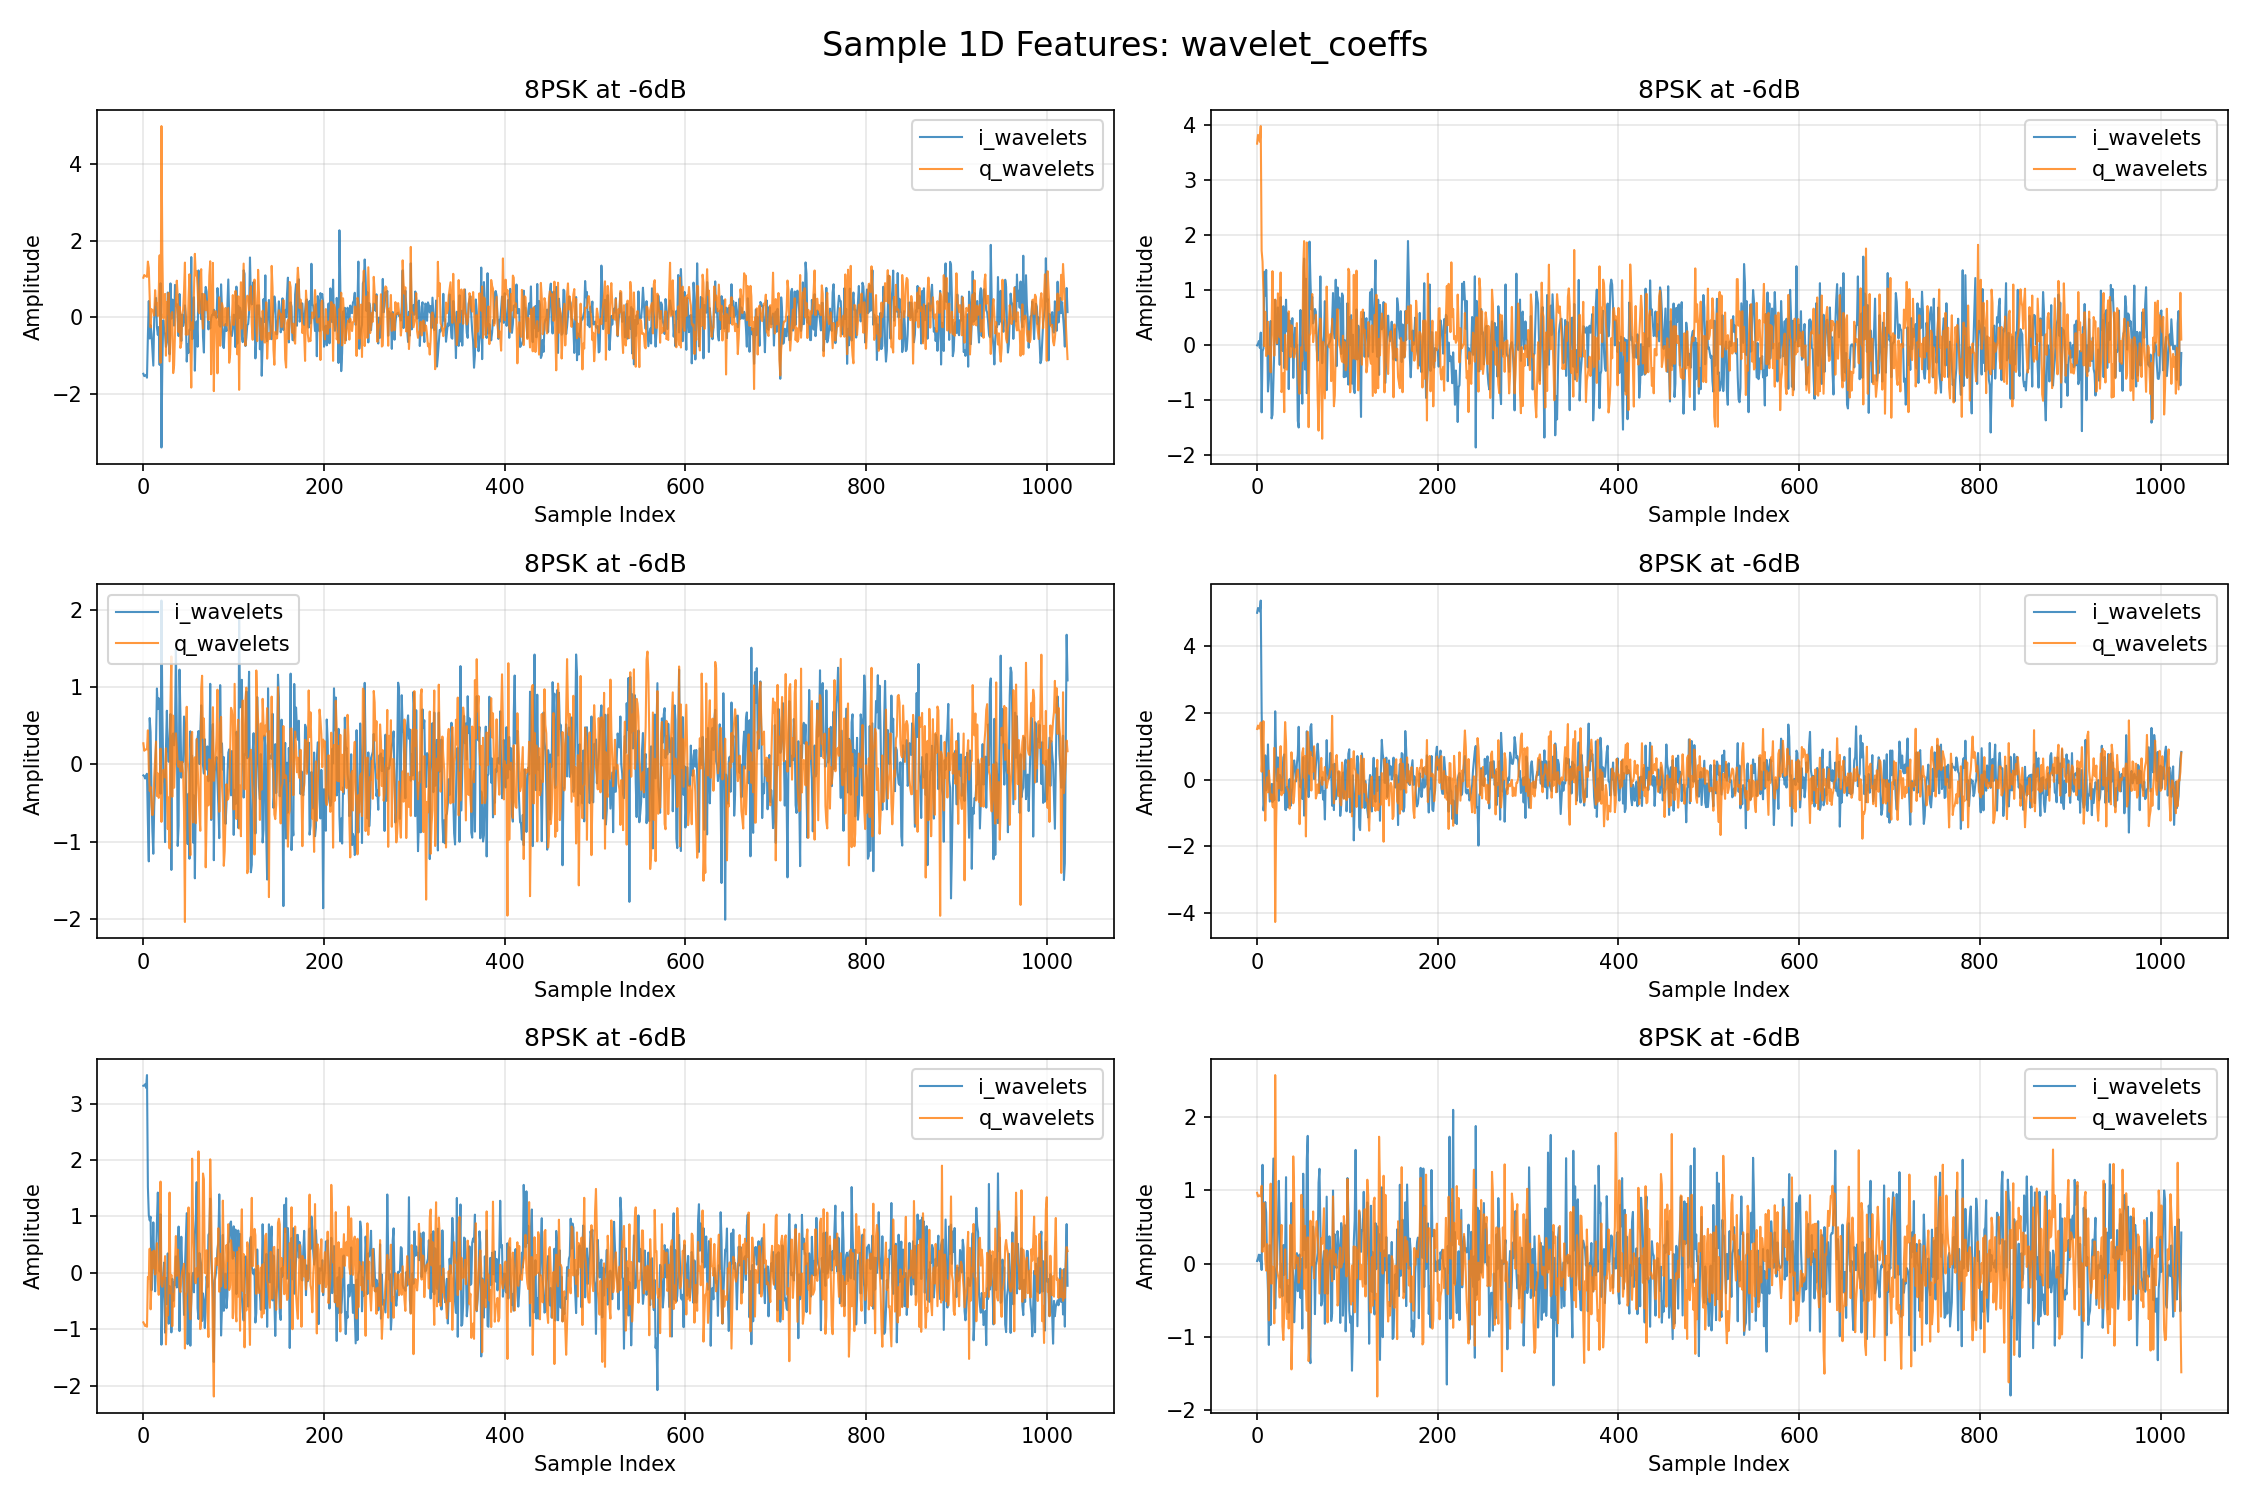 Sample 1D Features: wavelet_coeffs
8PSK at -6dB
Amplitude
4
2
0
−2
i_wavelets
q_wavelets
0 200 400 600 800 1000
Sample Index
8PSK at -6dB
Amplitude
4
3
2
1
0
−1
−2
i_wavelets
q_wavelets
0 200 400 600 800 1000
Sample Index
8PSK at -6dB
Amplitude
2
1
0
−1
−2
i_wavelets
q_wavelets
0 200 400 600 800 1000
Sample Index
8PSK at -6dB
Amplitude
4
2
0
−2
−4
i_wavelets
q_wavelets
0 200 400 600 800 1000
Sample Index
8PSK at -6dB
Amplitude
3
2
1
0
−1
−2
i_wavelets
q_wavelets
0 200 400 600 800 1000
Sample Index
8PSK at -6dB
Amplitude
2
1
0
−1
−2
i_wavelets
q_wavelets
0 200 400 600 800 1000
Sample Index